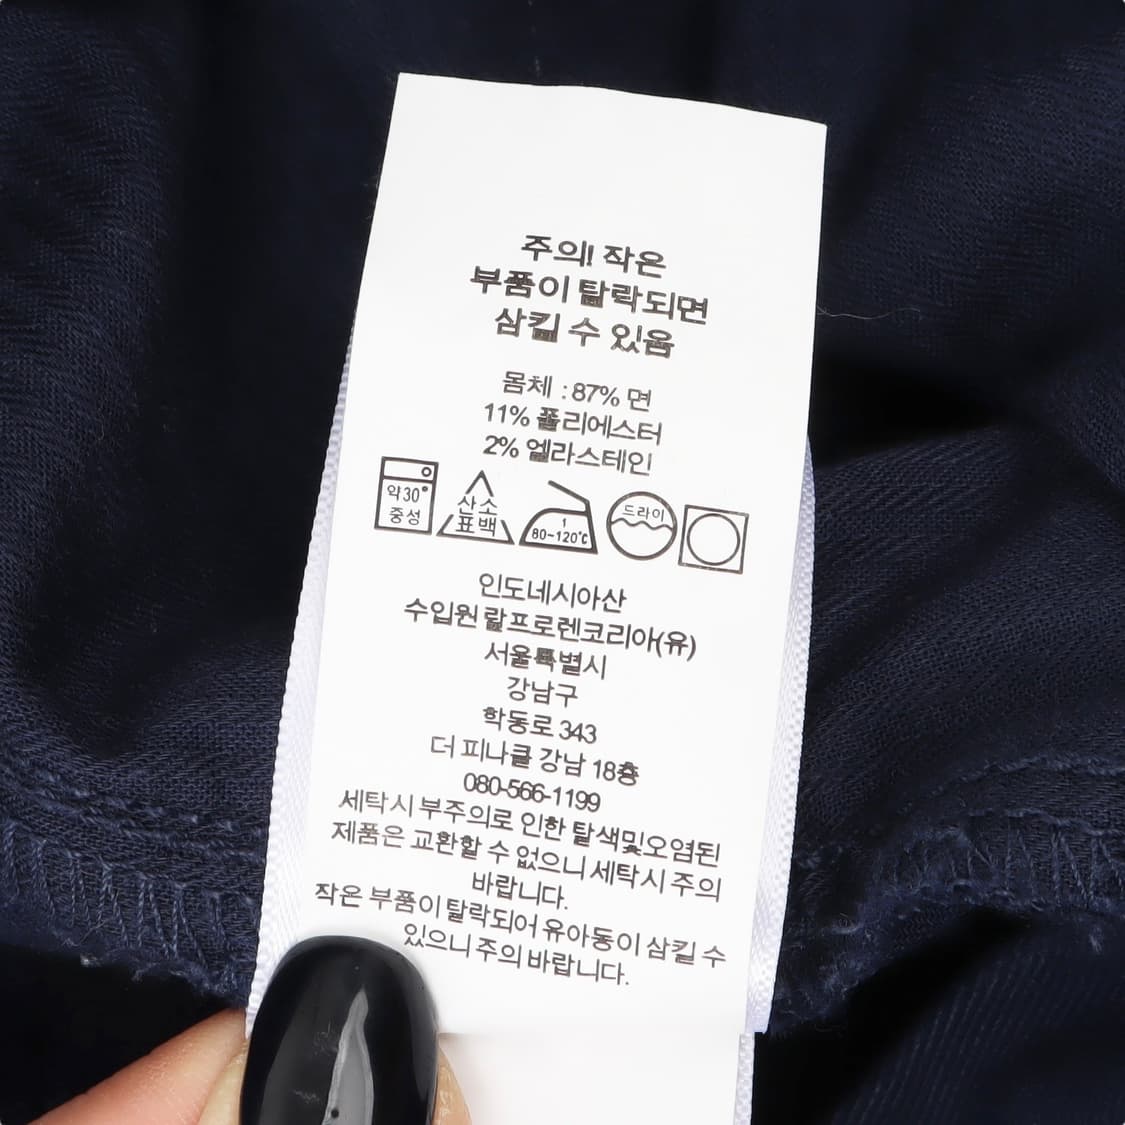 주의! 작은
부품이 탈락되면
삼킬 수 있음
몸체 : 87% 면
11% 폴리에스터
2% 엘라스테인
약30°
중성
산소
표백
1
80~120℃
드라이
인도네시아산
수입원 랄프로렌코리아(유)
서울특별시
강남구
학동로 343
더 피나클 강남 18층
080-566-1199
세탁시 부주의로 인한 탈색및오염된
제품은 교환할 수 없으니 세탁시 주의
바랍니다.
작은 부품이 탈락되어 유아동이 삼킬 수
있으니 주의 바랍니다.